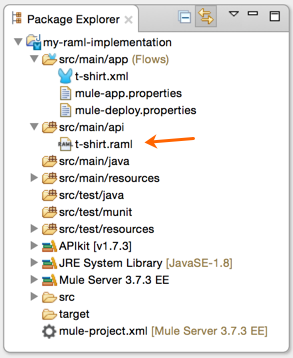 Package Explorer
my-raml-implementation
src/main/app (Flows)
t-shirt.xml
mule-app.properties
mule-deploy.properties
src/main/api
RAML t-shirt.raml
src/main/java
src/main/resources
src/test/java
src/test/munit
src/test/resources
APIkit [v1.7.3]
JRE System Library [JavaSE-1.8]
Mule Server 3.7.3 EE
src
target
mule-project.xml [Mule Server 3.7.3 EE]